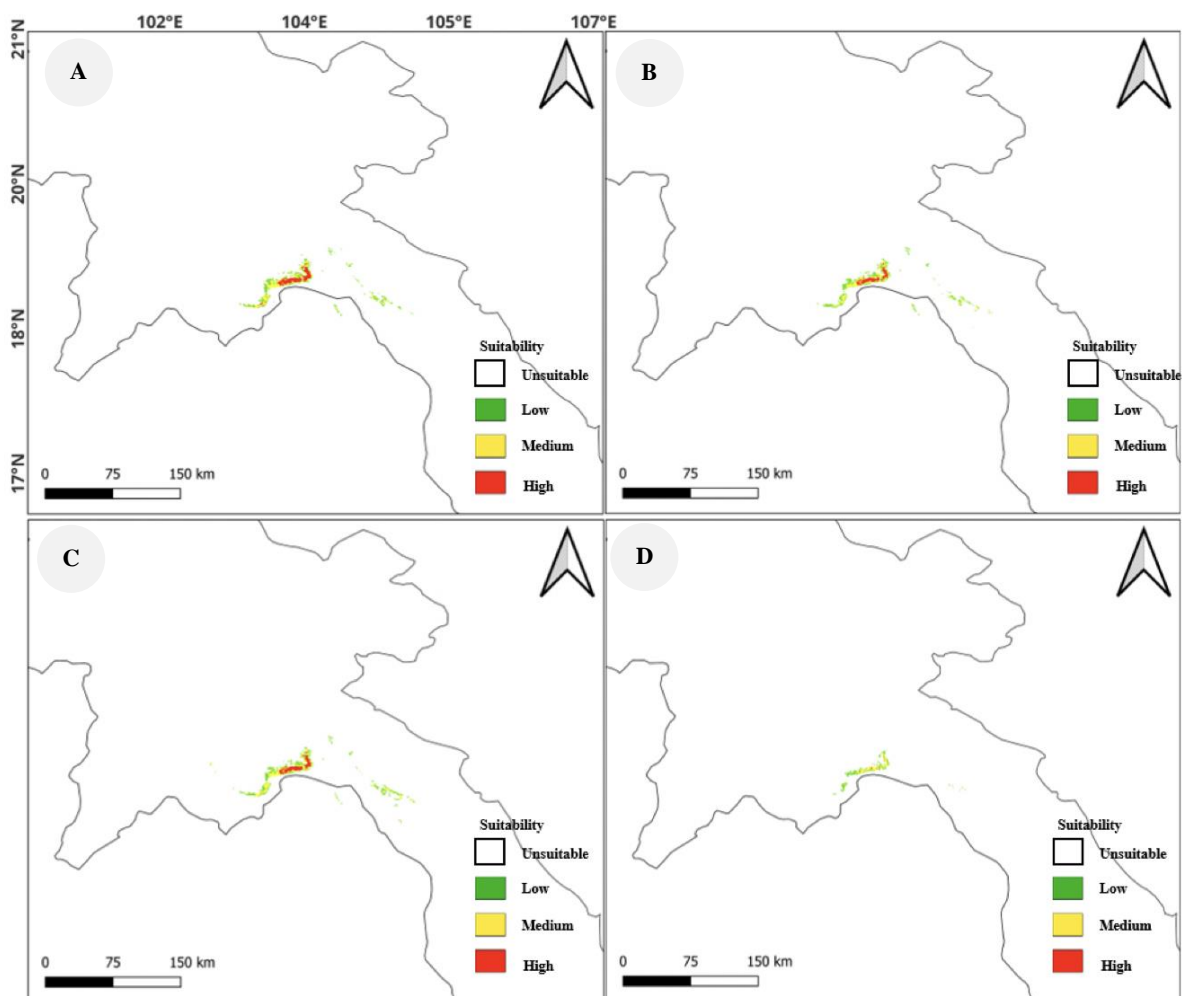 102°E 104°E 105°E 107°E
21°N
20°N
18°N
17°N
A
Suitability
Unsuitable
Low
Medium
High
0 75 150 km
B
Suitability
Unsuitable
Low
Medium
High
0 75 150 km
C
Suitability
Unsuitable
Low
Medium
High
0 75 150 km
D
Suitability
Unsuitable
Low
Medium
High
0 75 150 km